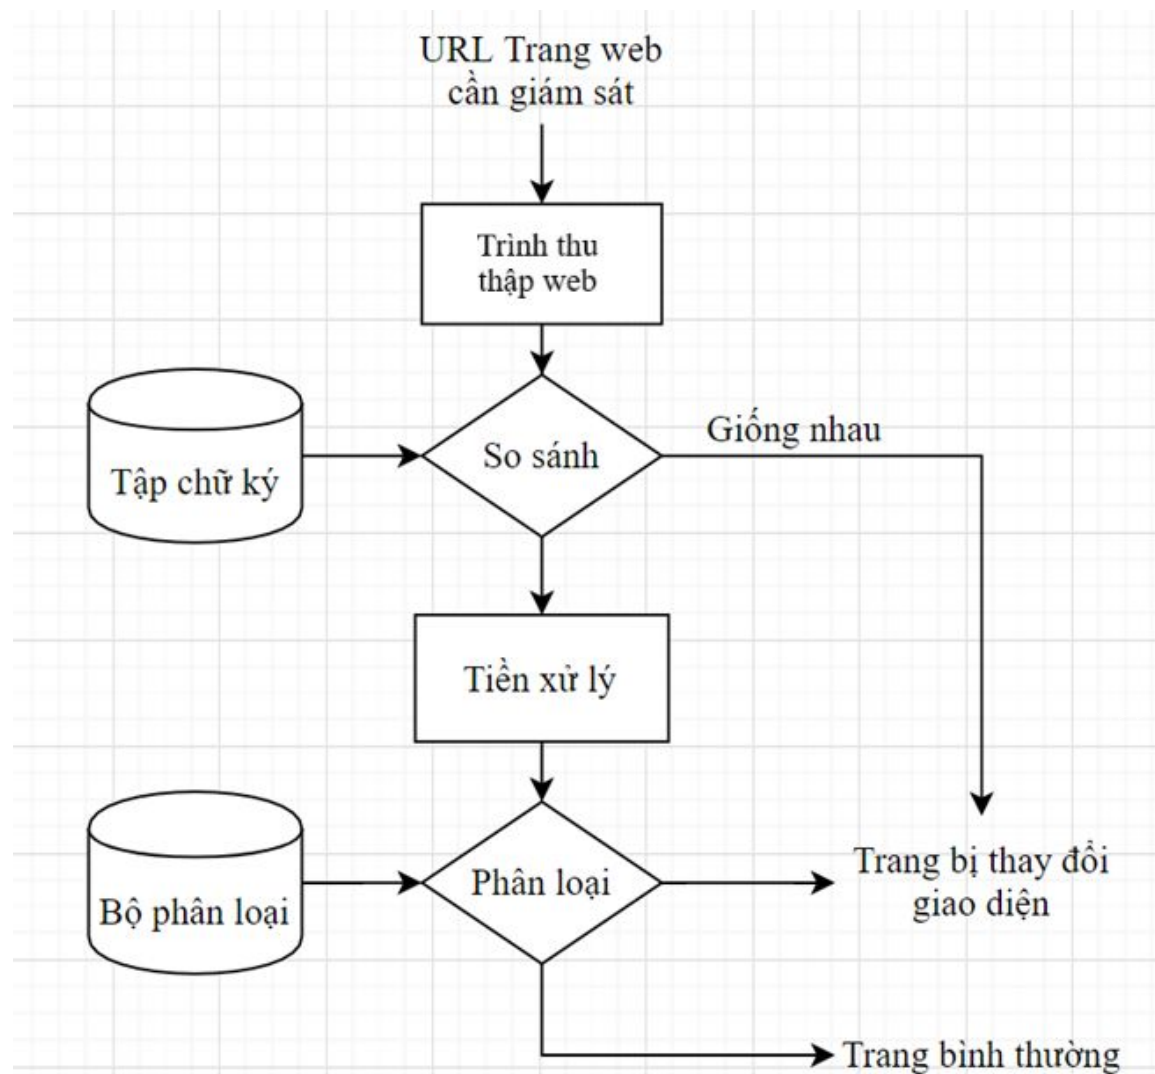 URL Trang web
cần giám sát
Trình thu
thập web
So sánh
Giống nhau
Tập chữ ký
Tiền xử lý
Phân loại
Bộ phân loại
Trang bị thay đổi
giao diện
Trang bình thường